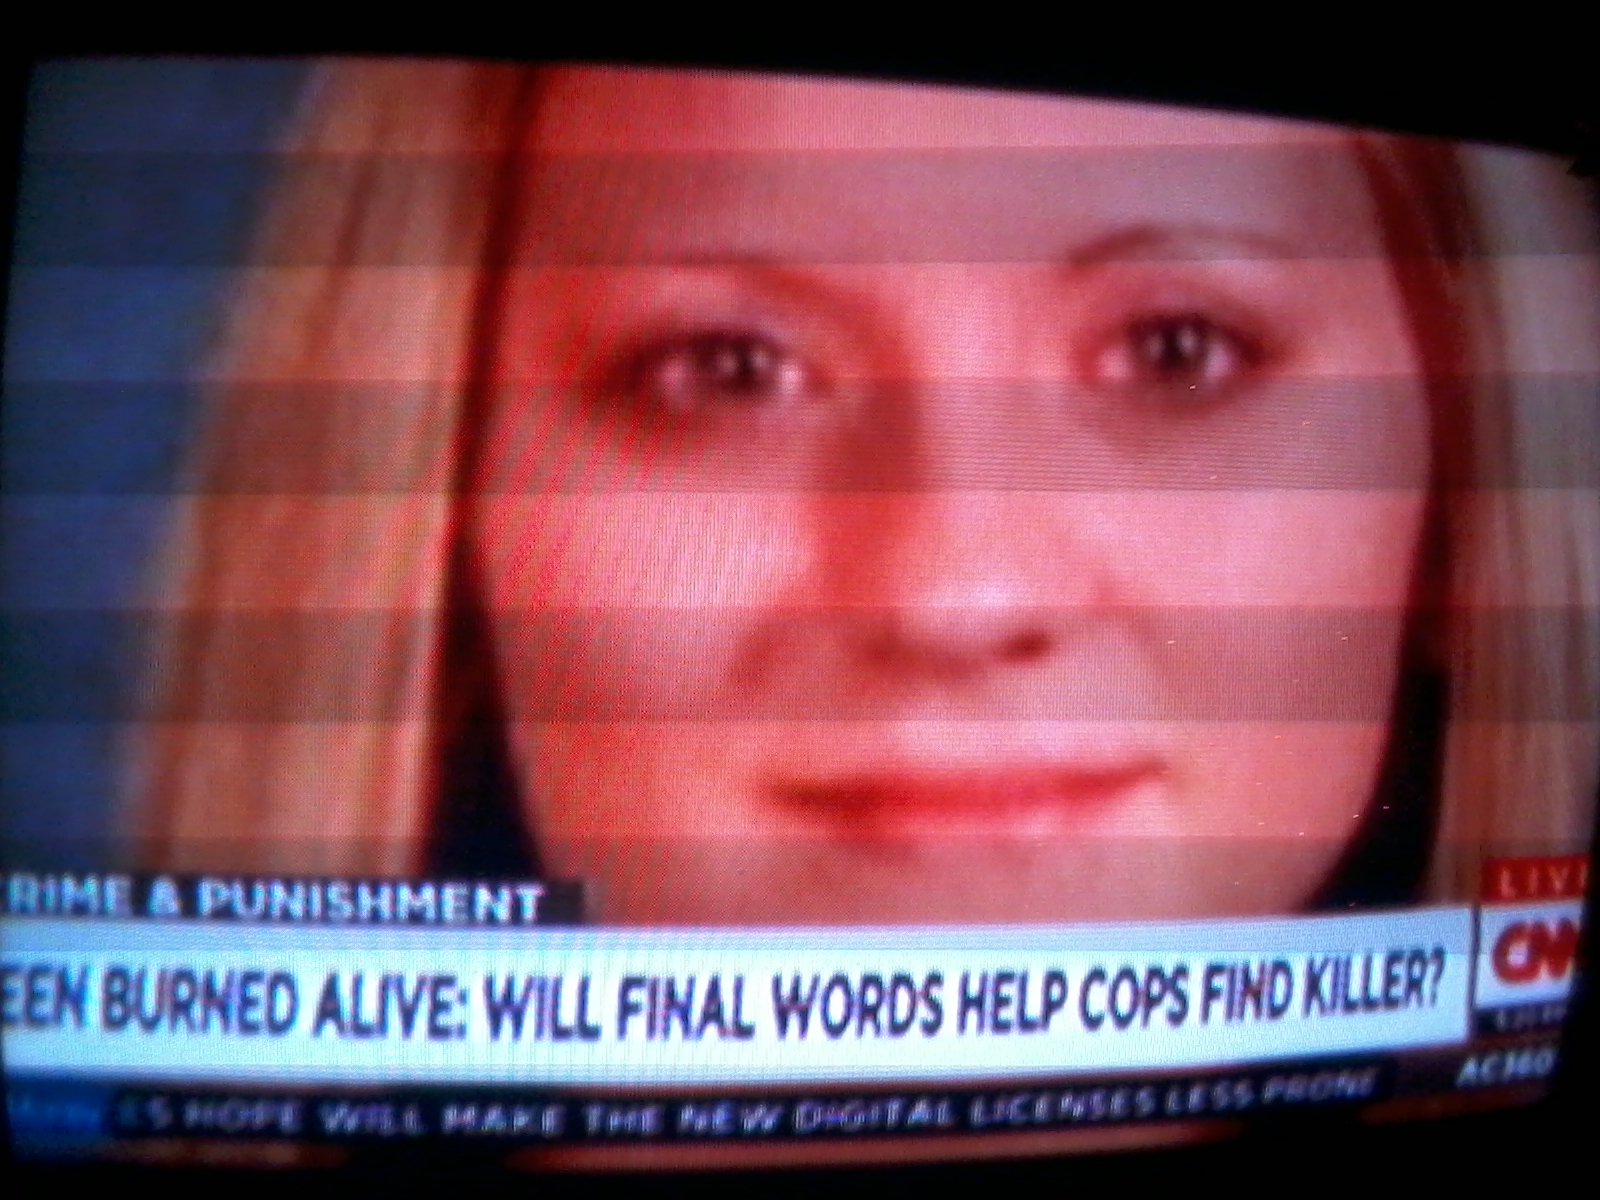 RIME & PUNISHMENT
LIVE
EEN BURNED ALIVE: WILL FINAL WORDS HELP COPS FIND KILLER?
CNN
AC360
S HOPE WILL MAKE THE NEW DIGITAL LICENSES LESS PRONE